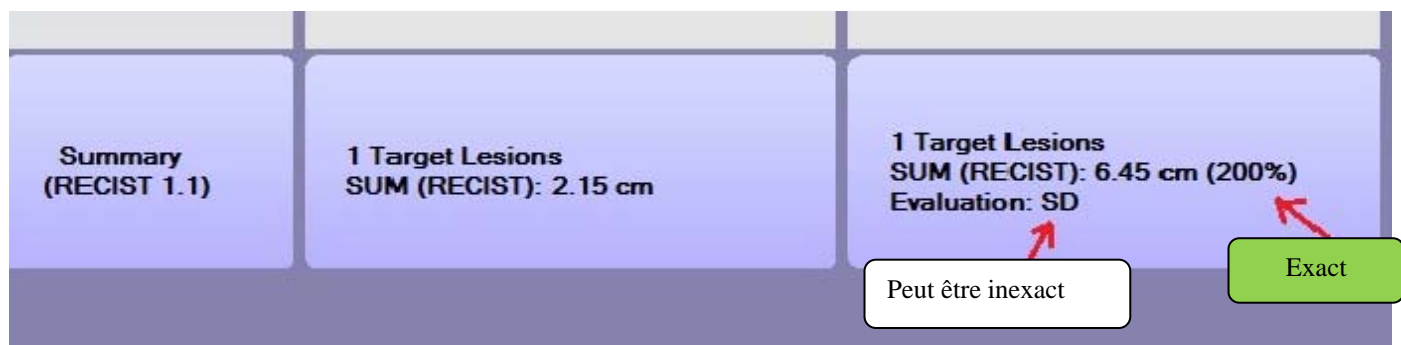 Summary
(RECIST 1.1)
1 Target Lesions
SUM (RECIST): 2.15 cm
1 Target Lesions
SUM (RECIST): 6.45 cm (200%)
Evaluation: SD
Peut être inexact
Exact